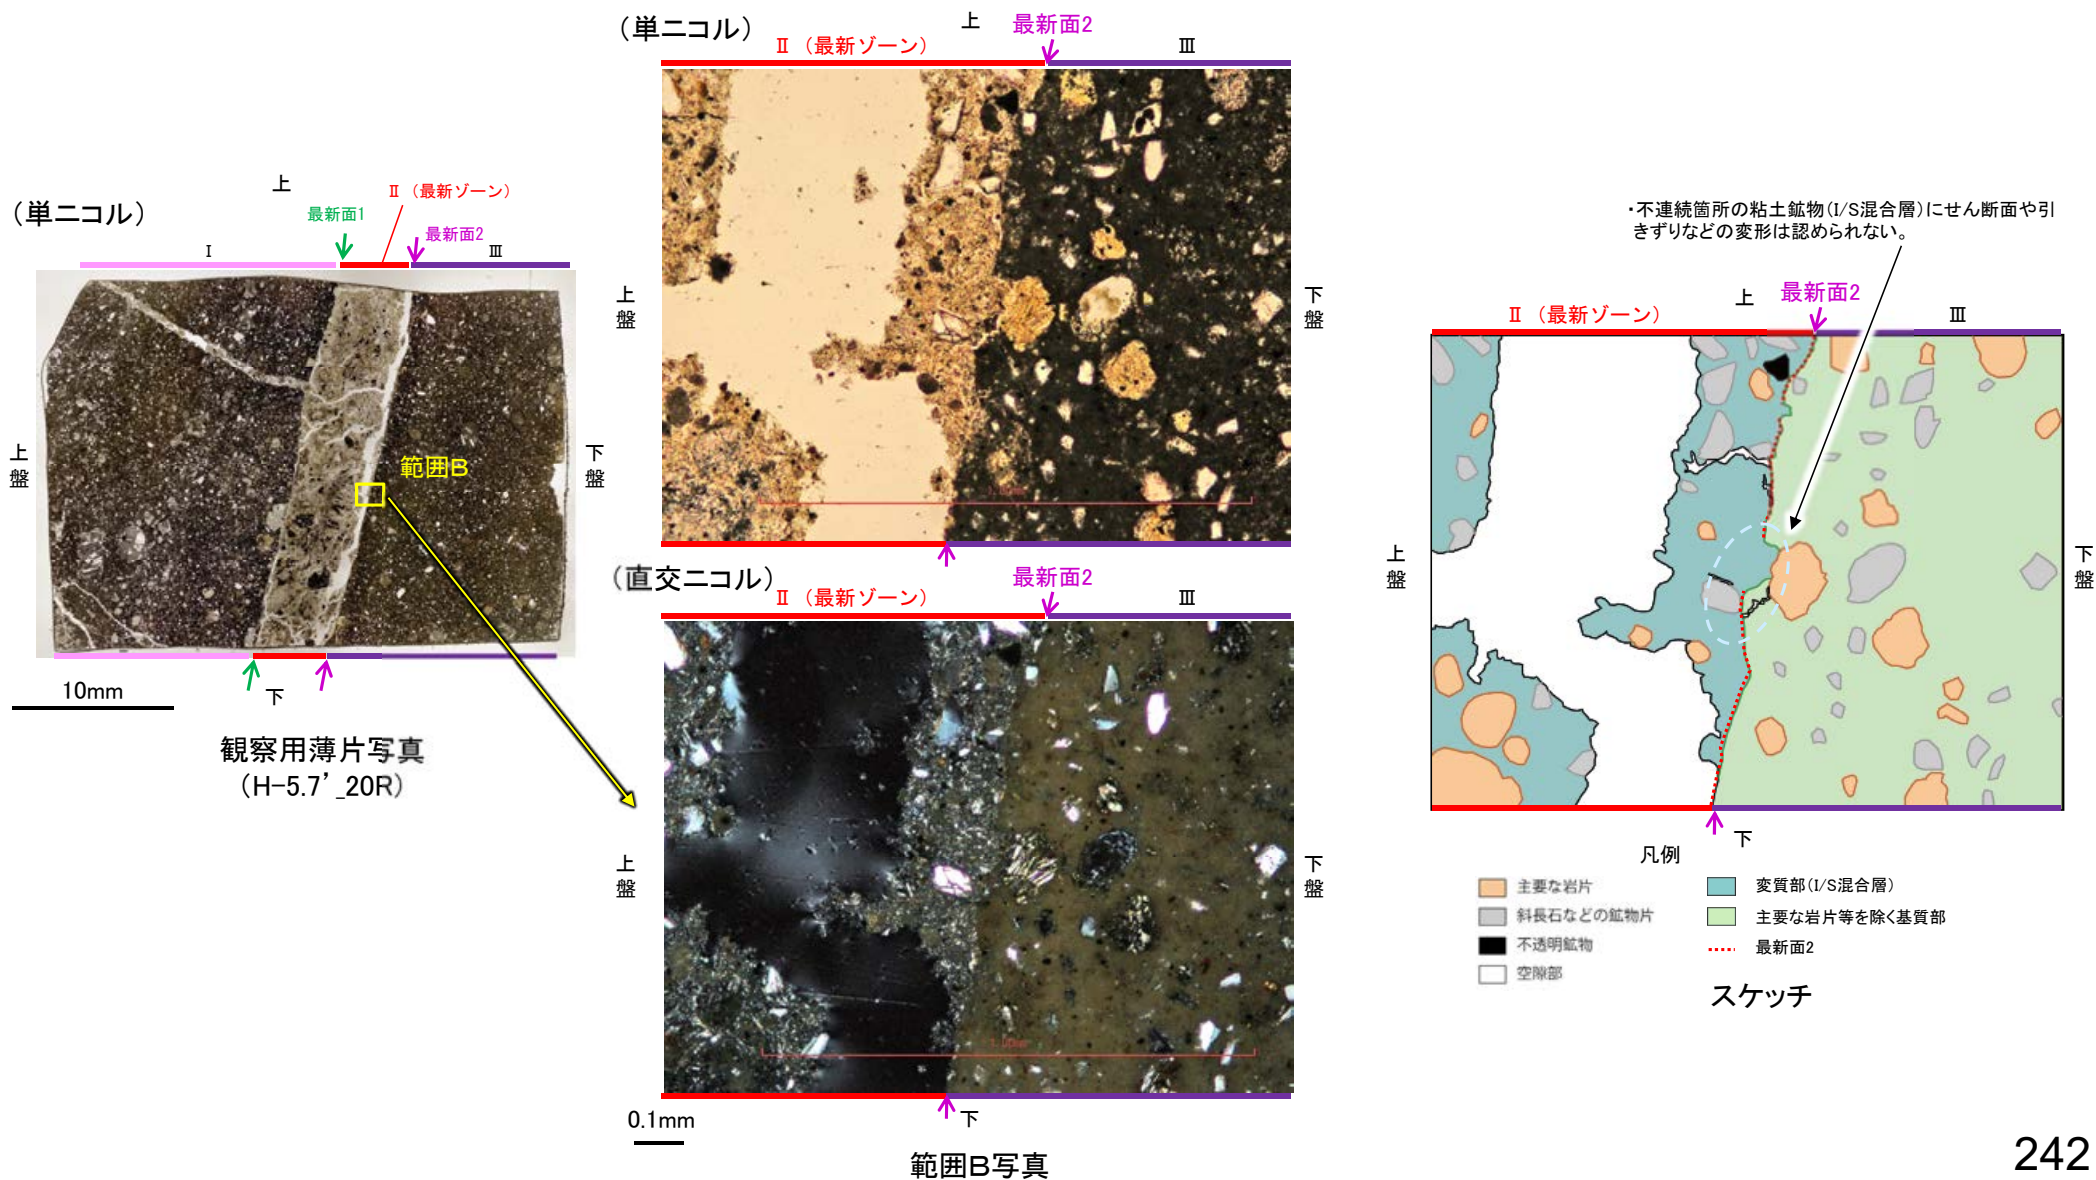 (単ニコル)
上
Ⅱ (最新ゾーン)
最新面1
最新面2
Ⅰ
Ⅲ
上盤
下盤
範囲B
下
10mm
観察用薄片写真
(H-5.7’_20R)
(単ニコル)
上
最新面2
Ⅱ (最新ゾーン)
Ⅲ
上盤
下盤
(直交ニコル)
最新面2
Ⅱ (最新ゾーン)
Ⅲ
上盤
下盤
1.00mm
下
0.1mm
範囲B写真
・不連続箇所の粘土鉱物(I/S混合層)にせん断面や引
きずりなどの変形は認められない。
上
最新面2
Ⅱ (最新ゾーン)
Ⅲ
上盤
下盤
下
凡例
主要な岩片
斜長石などの鉱物片
不透明鉱物
空隙部
変質部(I/S混合層)
主要な岩片等を除く基質部
最新面2
スケッチ
242